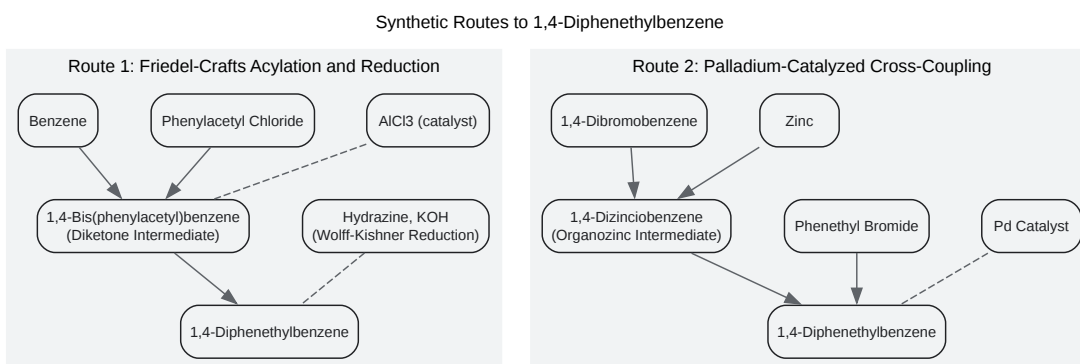 Synthetic Routes to 1,4-Diphenethylbenzene
Route 1: Friedel-Crafts Acylation and Reduction
Benzene
Phenylacetyl Chloride
AlCl3 (catalyst)
1,4-Bis(phenylacetyl)benzene
(Diketone Intermediate)
Hydrazine, KOH
(Wolff-Kishner Reduction)
1,4-Diphenethylbenzene
Route 2: Palladium-Catalyzed Cross-Coupling
1,4-Dibromobenzene
Zinc
1,4-Dizinciobenzene
(Organozinc Intermediate)
Phenethyl Bromide
Pd Catalyst
1,4-Diphenethylbenzene